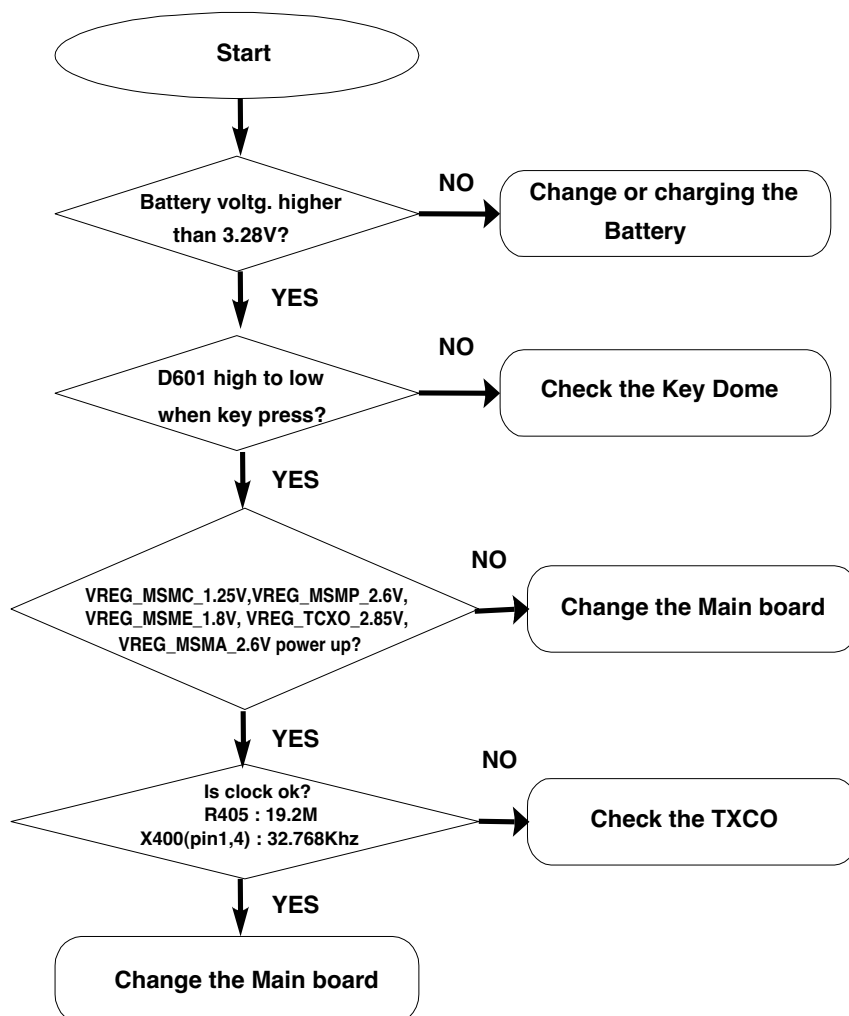 Start
Battery voltg. higher
than 3.28V?
NO
Change or charging the
Battery
YES
D601 high to low
when key press?
NO
Check the Key Dome
YES
VREG_MSMC_1.25V,VREG_MSMP_2.6V,
VREG_MSME_1.8V, VREG_TCXO_2.85V,
VREG_MSMA_2.6V power up?
NO
Change the Main board
YES
Is clock ok?
R405 : 19.2M
X400(pin1,4) : 32.768Khz
NO
Check the TXCO
YES
Change the Main board